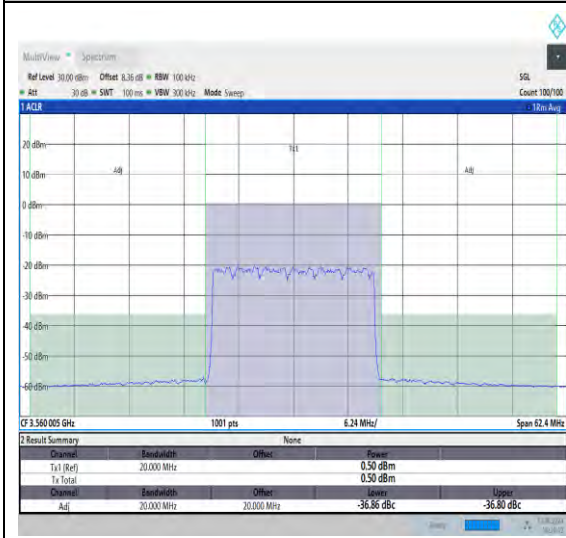 MultiView Spectrum
Ref Level 30.00 dBm Offset 8.36 dB RBW 100 kHz SGL
Att 30 dB SWT 100 ms VBW 300 kHz Mode Sweep Count 100/100
1 ACLR 1Rm Avg
20 dBm
Tx1
Adj Adj
10 dBm
0 dBm
-10 dBm
-20 dBm
-30 dBm
-40 dBm
-50 dBm
-60 dBm
CF 3.560 005 GHz 1001 pts 6.24 MHz/ Span 62.4 MHz
2 Result Summary None
Channel Bandwidth Offset Power
Tx1 (Ref) 20.000 MHz 0.50 dBm
Tx Total 0.50 dBm
Channel Bandwidth Offset Lower Upper
Adj 20.000 MHz 20.000 MHz -36.86 dBc -36.80 dBc